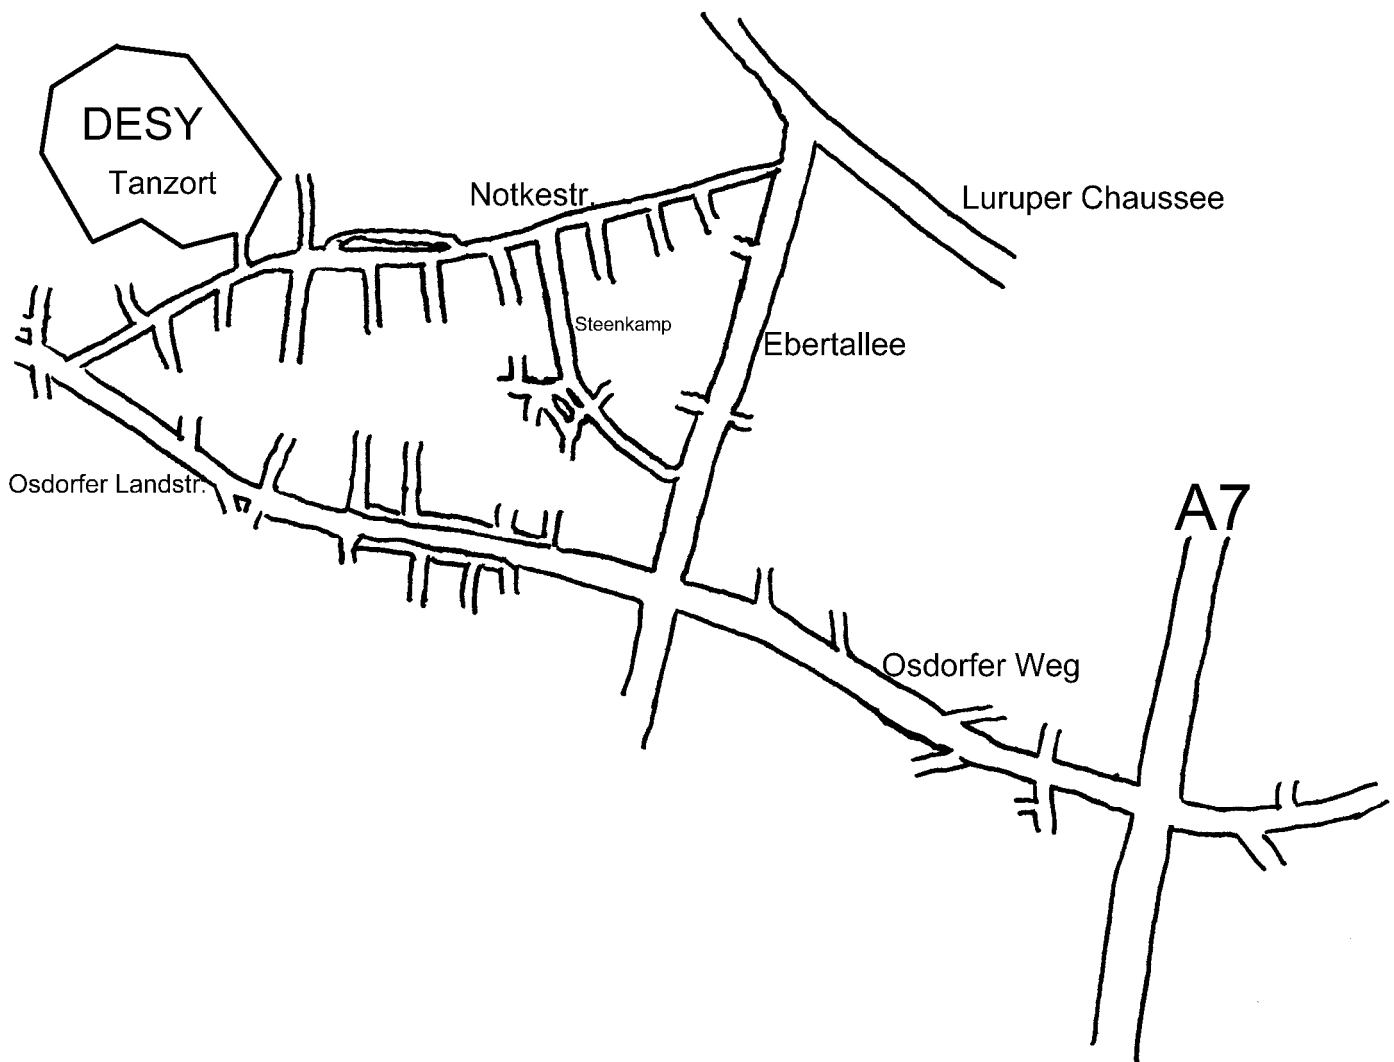 DESY
Tanzort
Notkestr.
Luruper Chaussee
Steenkamp
Ebertallee
Osdorfer Landstr.
A7
Osdorfer Weg